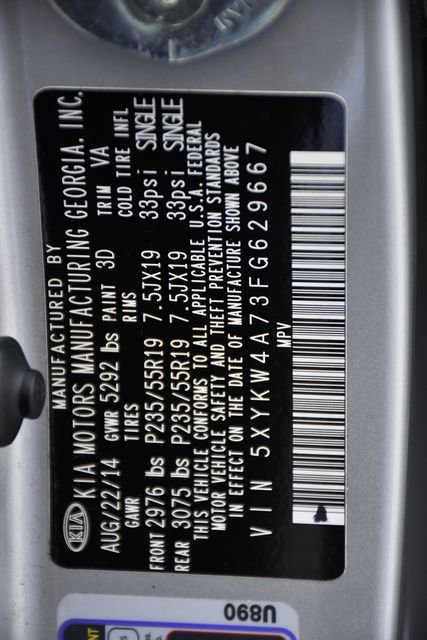 MANUFACTURED BY
KIA KIA MOTORS MANUFACTURING GEORGIA, INC.
AUG/22/14 GVWR 5292 lbs PAINT 3D TRIM VA
GAWR TIRES RIMS COLD TIRE INFL
FRONT 2976 lbs P235/55R19 7.5JX19 33psi SINGLE
REAR 3075 lbs P235/55R19 7.5JX19 33psi SINGLE
THIS VEHICLE CONFORMS TO ALL APPLICABLE U.S.A. FEDERAL
MOTOR VEHICLE SAFETY AND THEFT PREVENTION STANDARDS
IN EFFECT ON THE DATE OF MANUFACTURE SHOWN ABOVE
VIN 5XYKW4A73FG629667
MPV
U890